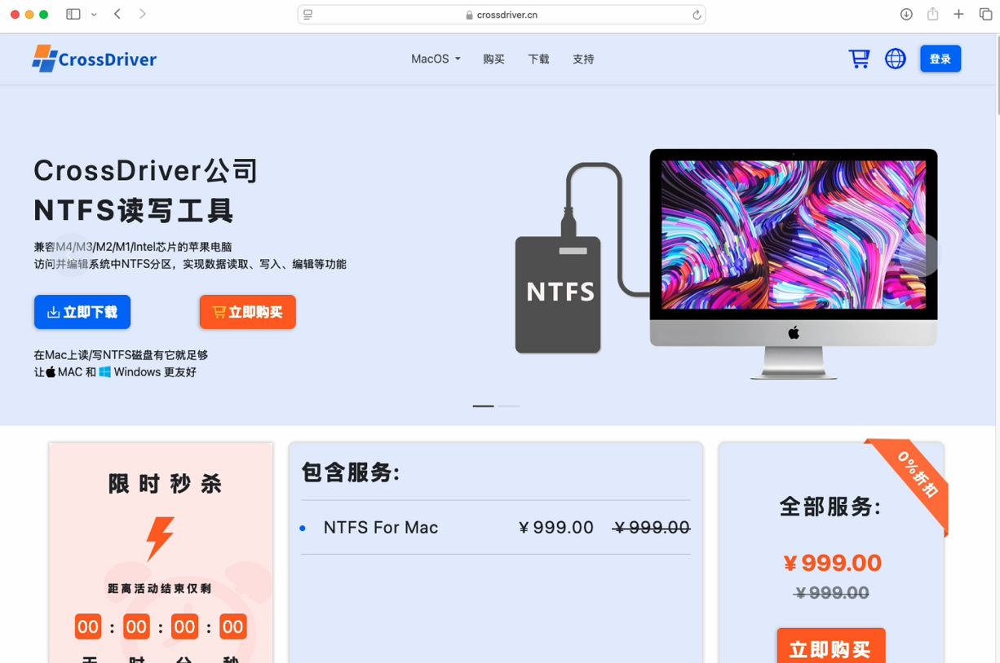 crossdriver.cn
CrossDriver
MacOS 购买 下载 支持
登录
CrossDriver公司
NTFS读写工具
兼容M4/M3/M2/M1/Intel芯片的苹果电脑
访问并编辑系统中NTFS分区，实现数据读取、写入、编辑等功能
立即下载 立即购买
在Mac上读/写NTFS磁盘有它就足够
让 MAC 和 Windows 更友好
NTFS
限时秒杀
距离活动结束仅剩
00 : 00 : 00 : 00
天 时 分 秒
包含服务:
NTFS For Mac ¥ 999.00 ¥ 999.00
0%折扣
全部服务:
¥ 999.00
¥ 999.00
立即购买